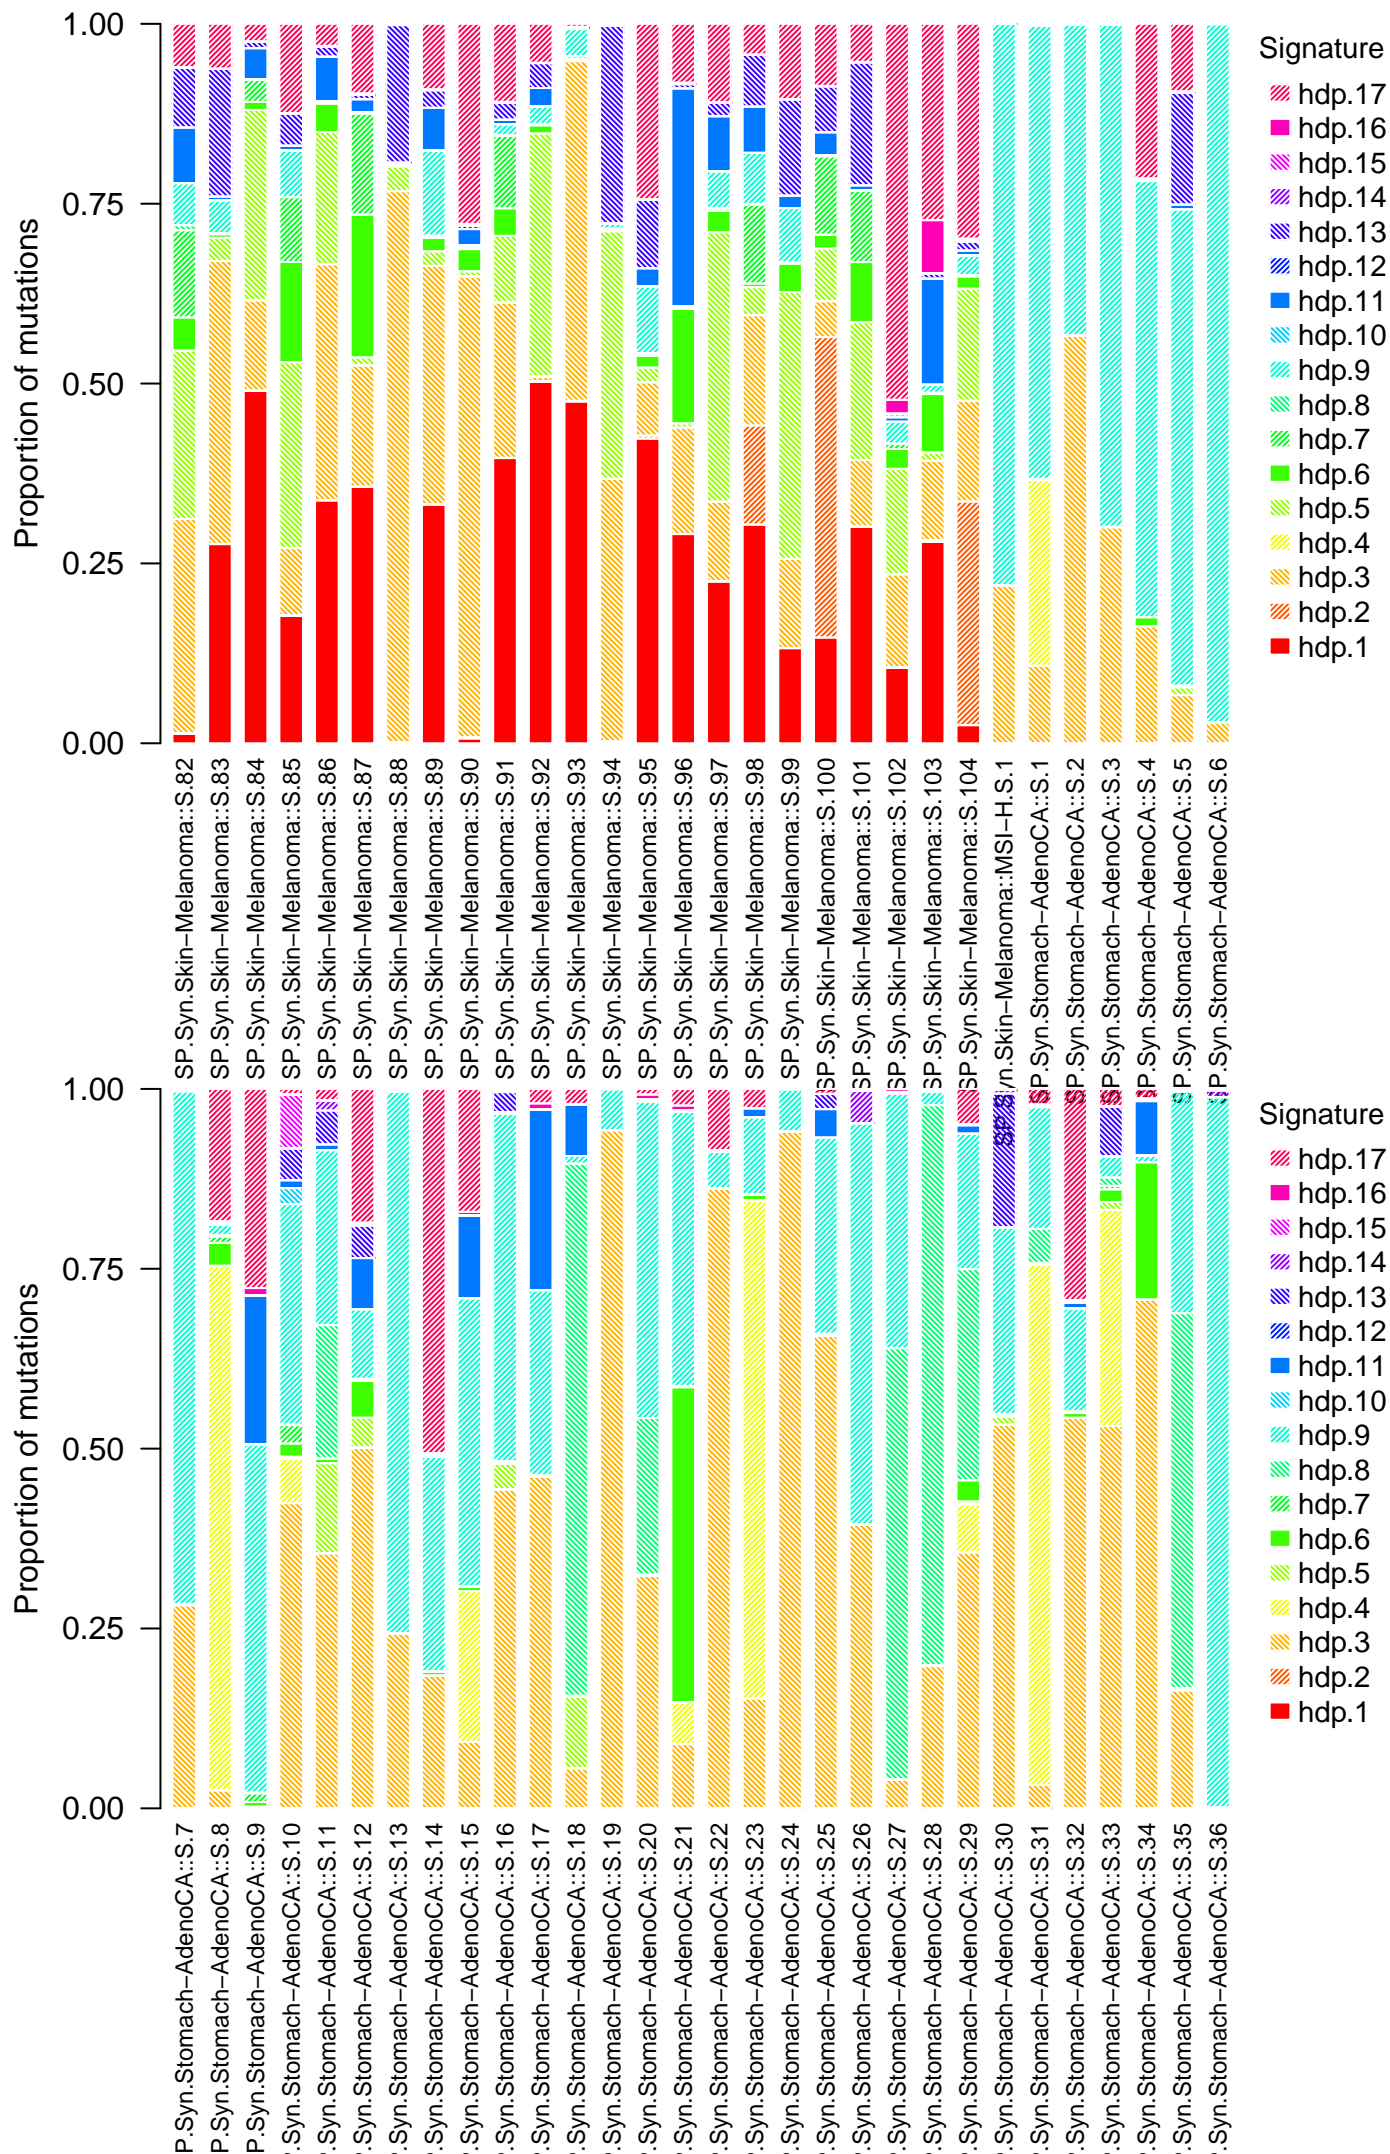 Proportion of mutations
1.00
0.75
0.50
0.25
0.00
SP.Syn.Skin−Melanoma::S.82
SP.Syn.Skin−Melanoma::S.83
SP.Syn.Skin−Melanoma::S.84
SP.Syn.Skin−Melanoma::S.85
SP.Syn.Skin−Melanoma::S.86
SP.Syn.Skin−Melanoma::S.87
SP.Syn.Skin−Melanoma::S.88
SP.Syn.Skin−Melanoma::S.89
SP.Syn.Skin−Melanoma::S.90
SP.Syn.Skin−Melanoma::S.91
SP.Syn.Skin−Melanoma::S.92
SP.Syn.Skin−Melanoma::S.93
SP.Syn.Skin−Melanoma::S.94
SP.Syn.Skin−Melanoma::S.95
SP.Syn.Skin−Melanoma::S.96
SP.Syn.Skin−Melanoma::S.97
SP.Syn.Skin−Melanoma::S.98
SP.Syn.Skin−Melanoma::S.99
SP.Syn.Skin−Melanoma::S.100
SP.Syn.Skin−Melanoma::S.101
SP.Syn.Skin−Melanoma::S.102
SP.Syn.Skin−Melanoma::S.103
SP.Syn.Skin−Melanoma::S.104
SP.Syn.Skin−Melanoma::MSI−H.S.1
SP.Syn.Stomach−AdenoCA::S.1
SP.Syn.Stomach−AdenoCA::S.2
SP.Syn.Stomach−AdenoCA::S.3
SP.Syn.Stomach−AdenoCA::S.4
SP.Syn.Stomach−AdenoCA::S.5
SP.Syn.Stomach−AdenoCA::S.6
Signature
hdp.17
hdp.16
hdp.15
hdp.14
hdp.13
hdp.12
hdp.11
hdp.10
hdp.9
hdp.8
hdp.7
hdp.6
hdp.5
hdp.4
hdp.3
hdp.2
hdp.1
Proportion of mutations
1.00
0.75
0.50
0.25
0.00
P.Syn.Stomach−AdenoCA::S.7
P.Syn.Stomach−AdenoCA::S.8
P.Syn.Stomach−AdenoCA::S.9
.Syn.Stomach−AdenoCA::S.10
.Syn.Stomach−AdenoCA::S.11
.Syn.Stomach−AdenoCA::S.12
.Syn.Stomach−AdenoCA::S.13
.Syn.Stomach−AdenoCA::S.14
.Syn.Stomach−AdenoCA::S.15
.Syn.Stomach−AdenoCA::S.16
.Syn.Stomach−AdenoCA::S.17
.Syn.Stomach−AdenoCA::S.18
.Syn.Stomach−AdenoCA::S.19
.Syn.Stomach−AdenoCA::S.20
.Syn.Stomach−AdenoCA::S.21
.Syn.Stomach−AdenoCA::S.22
.Syn.Stomach−AdenoCA::S.23
.Syn.Stomach−AdenoCA::S.24
.Syn.Stomach−AdenoCA::S.25
.Syn.Stomach−AdenoCA::S.26
.Syn.Stomach−AdenoCA::S.27
.Syn.Stomach−AdenoCA::S.28
.Syn.Stomach−AdenoCA::S.29
.Syn.Stomach−AdenoCA::S.30
.Syn.Stomach−AdenoCA::S.31
.Syn.Stomach−AdenoCA::S.32
.Syn.Stomach−AdenoCA::S.33
.Syn.Stomach−AdenoCA::S.34
.Syn.Stomach−AdenoCA::S.35
.Syn.Stomach−AdenoCA::S.36
Signature
hdp.17
hdp.16
hdp.15
hdp.14
hdp.13
hdp.12
hdp.11
hdp.10
hdp.9
hdp.8
hdp.7
hdp.6
hdp.5
hdp.4
hdp.3
hdp.2
hdp.1